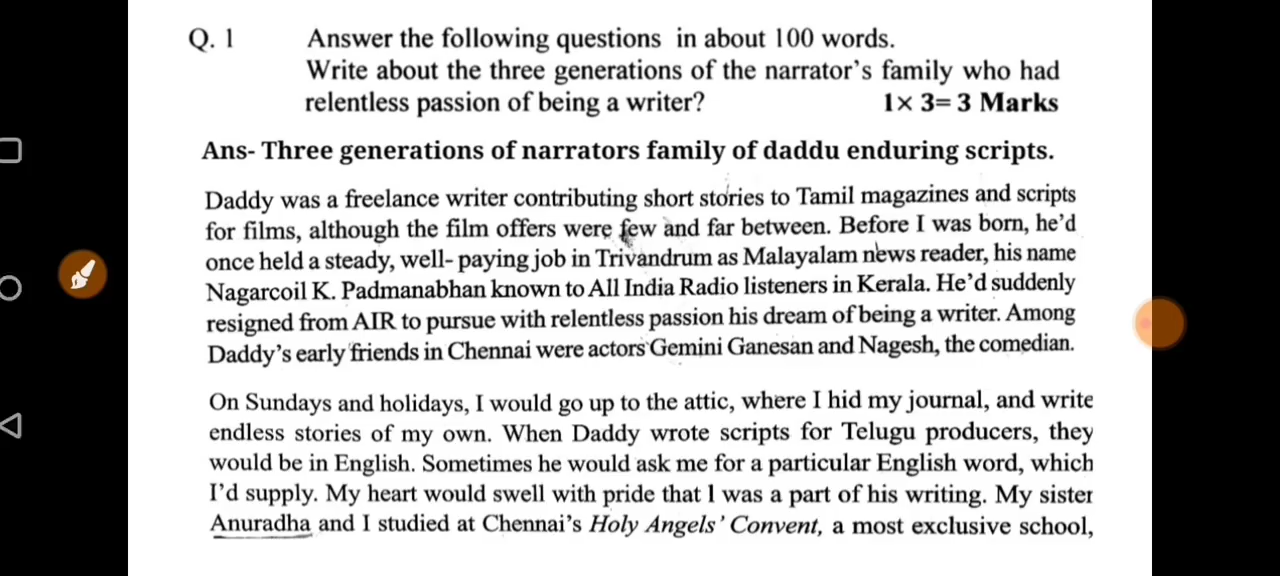 Q. 1 Answer the following questions in about 100 words.
Write about the three generations of the narrator's family who had
relentless passion of being a writer? 1× 3= 3 Marks
Ans- Three generations of narrators family of daddu enduring scripts.
Daddy was a freelance writer contributing short stories to Tamil magazines and scripts
for films, although the film offers were few and far between. Before I was born, he'd
once held a steady, well- paying job in Trivandrum as Malayalam news reader, his name
Nagarcoil K. Padmanabhan known to All India Radio listeners in Kerala. He'd suddenly
resigned from AIR to pursue with relentless passion his dream of being a writer. Among
Daddy's early friends in Chennai were actors Gemini Ganesan and Nagesh, the comedian.
On Sundays and holidays, I would go up to the attic, where I hid my journal, and write
endless stories of my own. When Daddy wrote scripts for Telugu producers, they
would be in English. Sometimes he would ask me for a particular English word, which
I'd supply. My heart would swell with pride that I was a part of his writing. My sister
Anuradha and I studied at Chennai's Holy Angels' Convent, a most exclusive school,